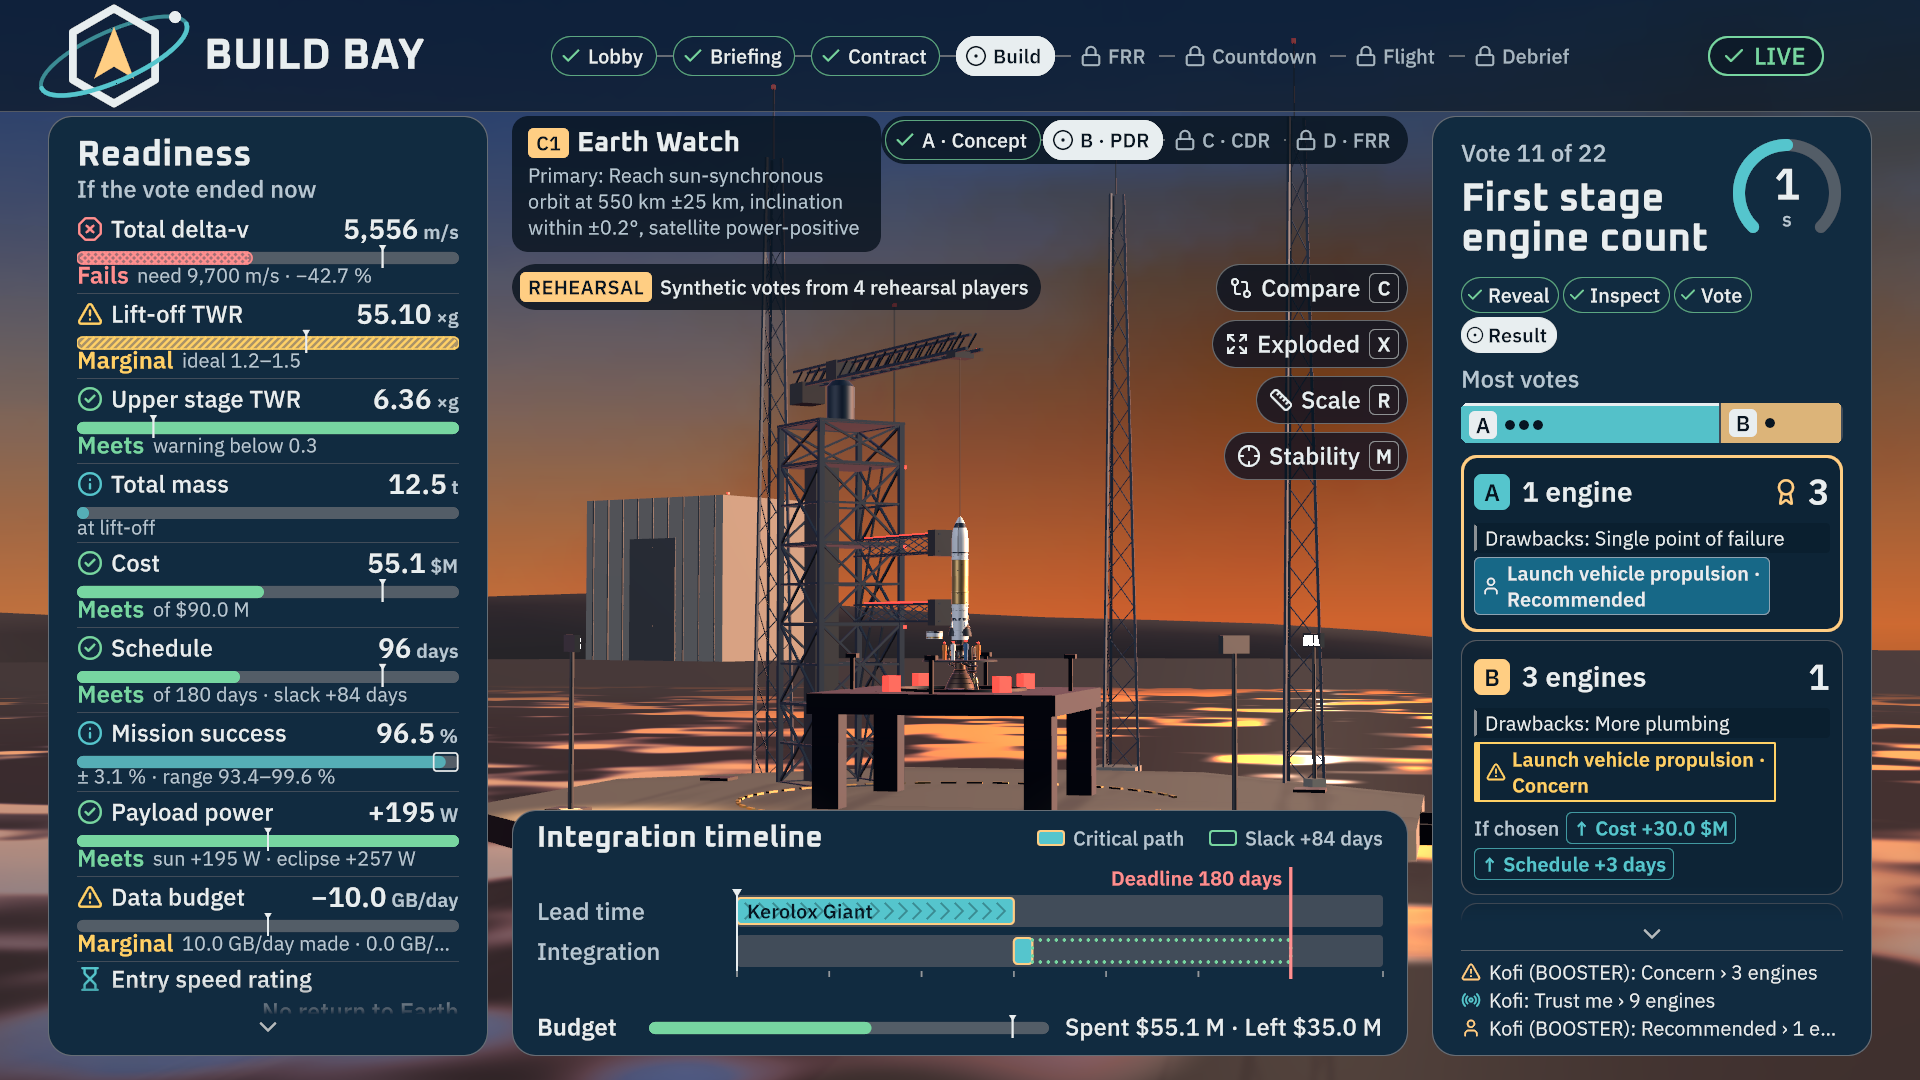 BUILD BAY
Lobby
Briefing
Contract
Build
FRR
Countdown
Flight
Debrief
LIVE
Readiness
If the vote ended now
Total delta-v 5,556 m/s
Fails need 9,700 m/s · −42.7 %
Lift-off TWR 55.10 ×g
Marginal ideal 1.2–1.5
Upper stage TWR 6.36 ×g
Meets warning below 0.3
Total mass 12.5 t
at lift-off
Cost 55.1 $M
Meets of $90.0 M
Schedule 96 days
Meets of 180 days · slack +84 days
Mission success 96.5 %
± 3.1 % · range 93.4–99.6 %
Payload power +195 W
Meets sun +195 W · eclipse +257 W
Data budget −10.0 GB/day
Marginal 10.0 GB/day made · 0.0 GB/...
Entry speed rating
No return to Earth
C1 Earth Watch
Primary: Reach sun-synchronous
orbit at 550 km ±25 km, inclination
within ±0.2°, satellite power-positive
A · Concept
B · PDR
C · CDR
D · FRR
REHEARSAL Synthetic votes from 4 rehearsal players
Compare C
Exploded X
Scale R
Stability M
Integration timeline
Critical path
Slack +84 days
Deadline 180 days
Lead time
Kerolox Giant
Integration
Budget
Spent $55.1 M · Left $35.0 M
Vote 11 of 22
First stage
engine count
1
s
Reveal
Inspect
Vote
Result
Most votes
A
B
A 1 engine 3
Drawbacks: Single point of failure
Launch vehicle propulsion ·
Recommended
B 3 engines 1
Drawbacks: More plumbing
Launch vehicle propulsion ·
Concern
If chosen ↑ Cost +30.0 $M
↑ Schedule +3 days
Kofi (BOOSTER): Concern › 3 engines
Kofi: Trust me › 9 engines
Kofi (BOOSTER): Recommended › 1 e...